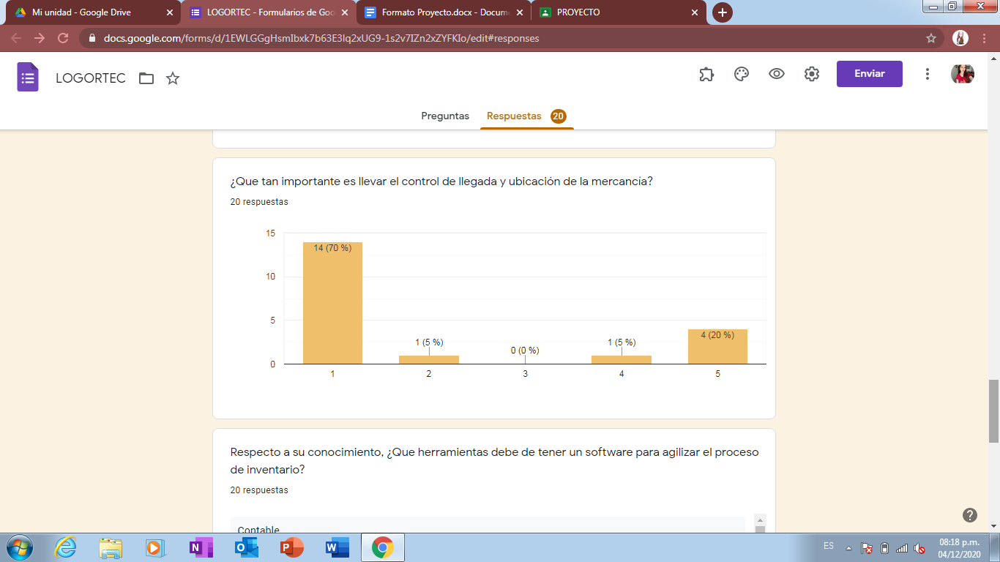 Mi unidad - Google Drive
LOGORTEC - Formularios de Goo
Formato Proyecto.docx - Docume
PROYECTO
docs.google.com/forms/d/1EWLGGgHsmIbxk7b63E3lq2xUG9-1s2v7IZn2xZYFKIo/edit#responses
LOGORTEC
Enviar
Preguntas
Respuestas 20
¿Que tan importante es llevar el control de llegada y ubicación de la mercancía?
20 respuestas
15
10
5
0
14 (70 %)
1 (5 %)
0 (0 %)
1 (5 %)
4 (20 %)
1 2 3 4 5
Respecto a su conocimiento, ¿Que herramientas debe de tener un software para agilizar el proceso
de inventario?
20 respuestas
Contable
ES
08:18 p.m.
04/12/2020